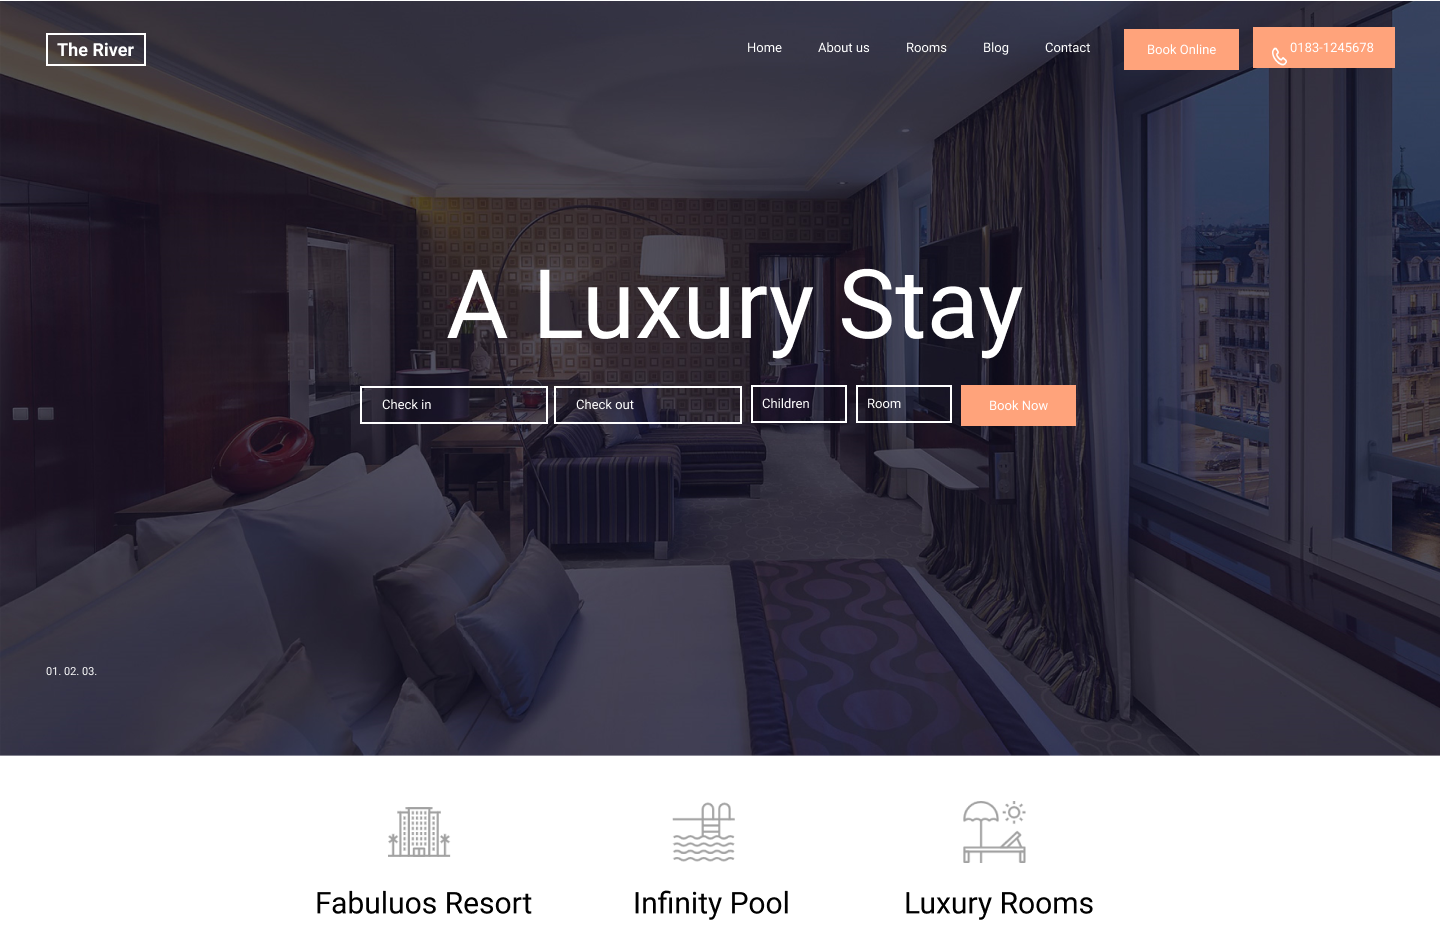 The River
Home About us Rooms Blog Contact Book Online 0183-1245678
A Luxury Stay
Check in Check out Children Room Book Now
01. 02. 03.
Fabuluos Resort Infinity Pool Luxury Rooms